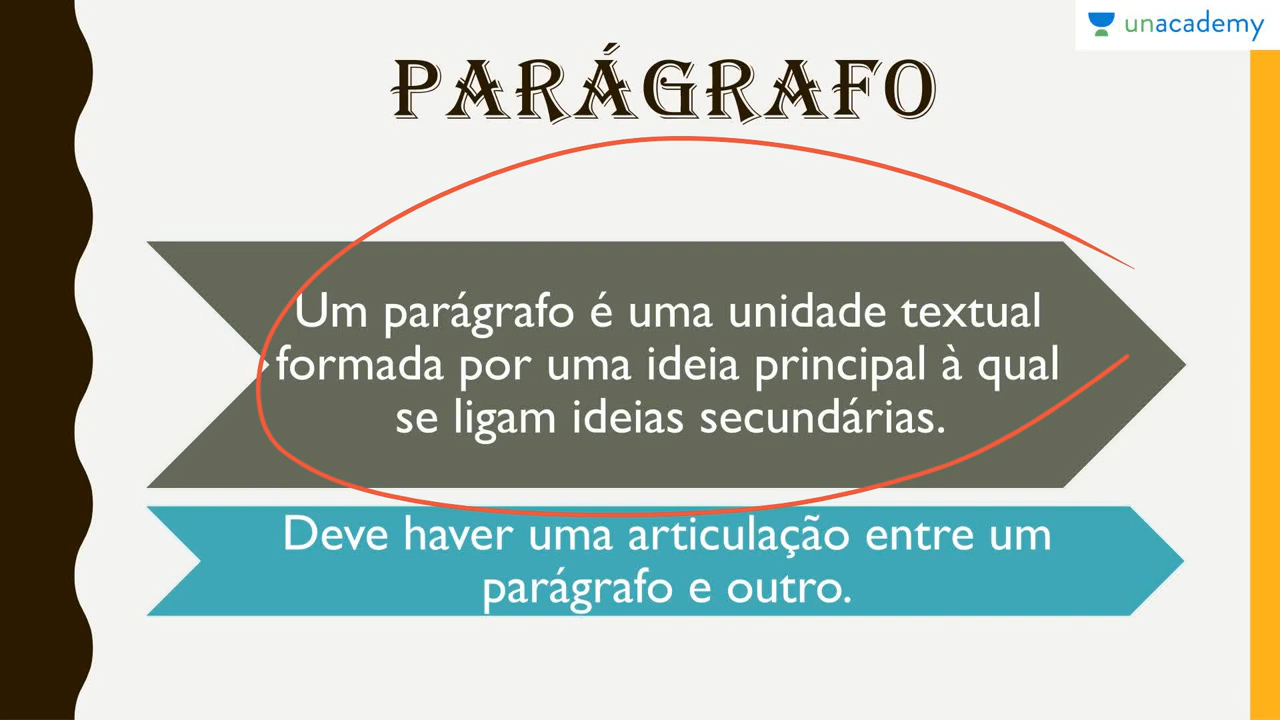 unacademy
PARÁGRAFO
Um parágrafo é uma unidade textual
formada por uma ideia principal à qual
se ligam ideias secundárias.
Deve haver uma articulação entre um
parágrafo e outro.